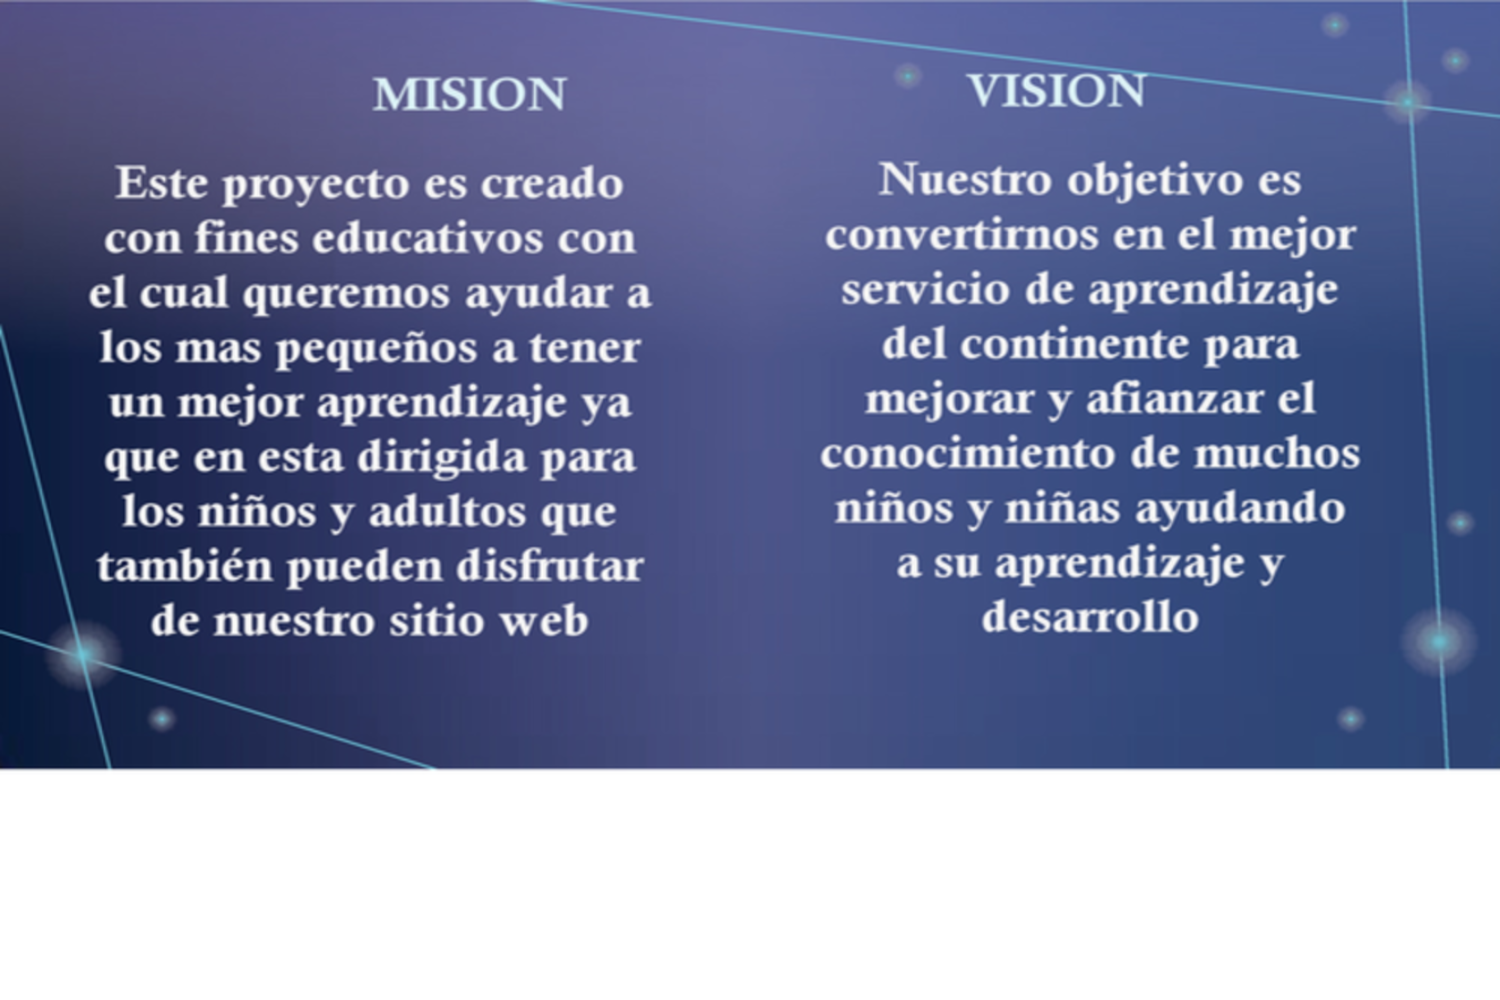 MISION
Este proyecto es creado
con fines educativos con
el cual queremos ayudar a
los mas pequeños a tener
un mejor aprendizaje ya
que en esta dirigida para
los niños y adultos que
también pueden disfrutar
de nuestro sitio web
VISION
Nuestro objetivo es
convertirnos en el mejor
servicio de aprendizaje
del continente para
mejorar y afianzar el
conocimiento de muchos
niños y niñas ayudando
a su aprendizaje y
desarrollo